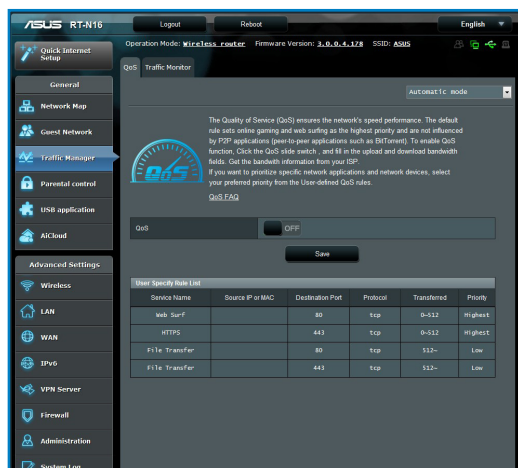 ASUS RT-N16
Logout
Reboot
English
Quick Internet Setup
Operation Mode: Wireless router Firmware Version: 3.0.0.4.178 SSID: ASUS
QoS Traffic Monitor
General
Network Map
Guest Network
Traffic Manager
Parental control
USB application
AiCloud
Advanced Settings
Wireless
LAN
WAN
IPv6
VPN Server
Firewall
Administration
System Log
Automatic mode
The Quality of Service (QoS) ensures the network's speed performance. The default
rule sets online gaming and web surfing as the highest priority and are not influenced
by P2P applications (peer-to-peer applications such as BitTorrent). To enable QoS
function, Click the QoS slide switch , and fill in the upload and download bandwidth
fields. Get the bandwith information from your ISP.
If you want to prioritize specific network applications and network devices, select
your preferred priority from the User-defined QoS rules.
QoS FAQ
QoS
QoS OFF
Save
User Specify Rule List
Service Name Source IP or MAC Destination Port Protocol Transferred Priority
Web Surf 80 tcp 0~512 Highest
HTTPS 443 tcp 0~512 Highest
File Transfer 80 tcp 512~ Low
File Transfer 443 tcp 512~ Low